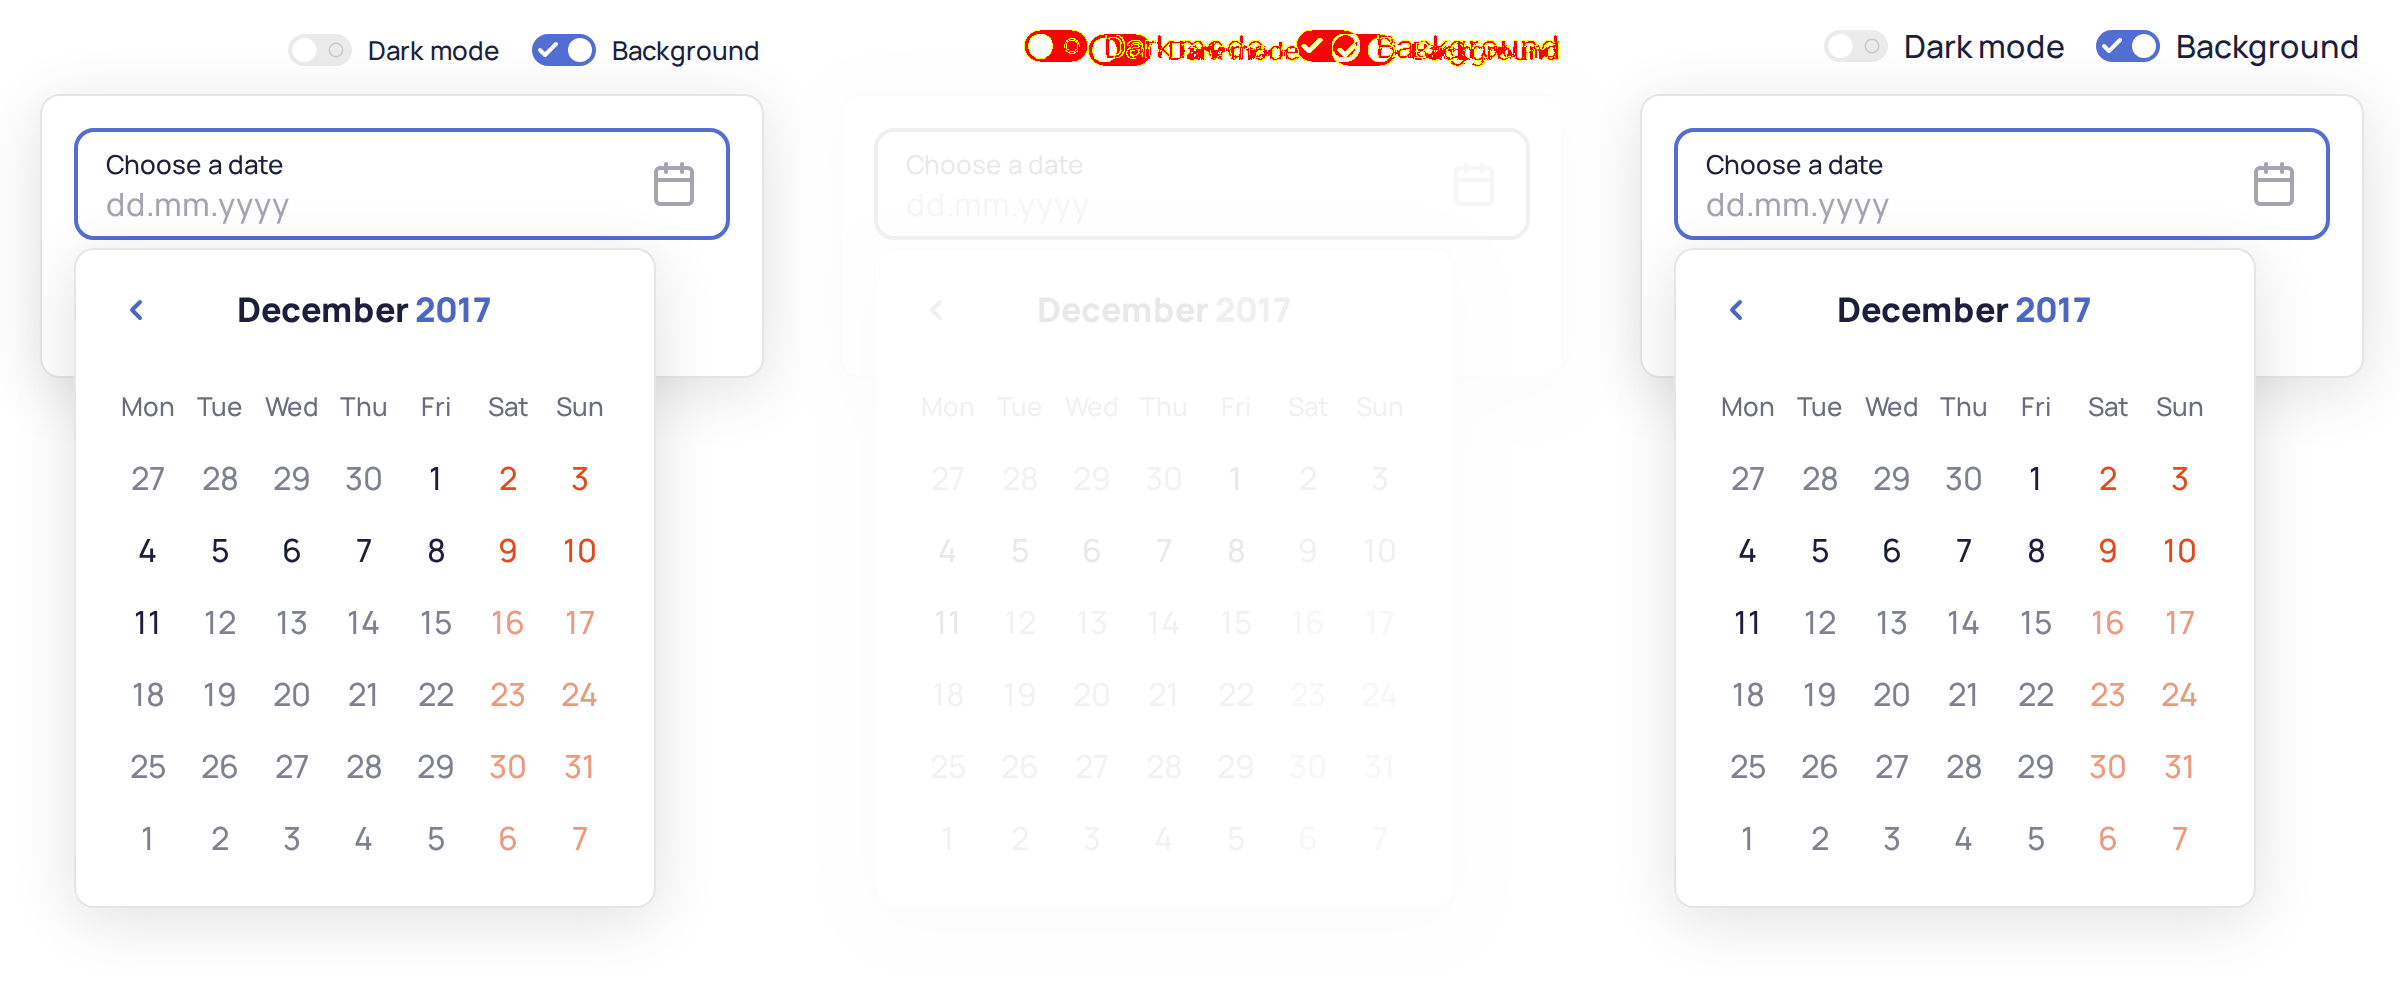 Dark mode Background
Choose a date
dd.mm.yyyy
December 2017
Mon Tue Wed Thu Fri Sat Sun
27 28 29 30 1 2 3
4 5 6 7 8 9 10
11 12 13 14 15 16 17
18 19 20 21 22 23 24
25 26 27 28 29 30 31
1 2 3 4 5 6 7
Dark mode Background
Choose a date
dd.mm.yyyy
December 2017
Mon Tue Wed Thu Fri Sat Sun
27 28 29 30 1 2 3
4 5 6 7 8 9 10
11 12 13 14 15 16 17
18 19 20 21 22 23 24
25 26 27 28 29 30 31
1 2 3 4 5 6 7
Dark mode Background
Choose a date
dd.mm.yyyy
December 2017
Mon Tue Wed Thu Fri Sat Sun
27 28 29 30 1 2 3
4 5 6 7 8 9 10
11 12 13 14 15 16 17
18 19 20 21 22 23 24
25 26 27 28 29 30 31
1 2 3 4 5 6 7